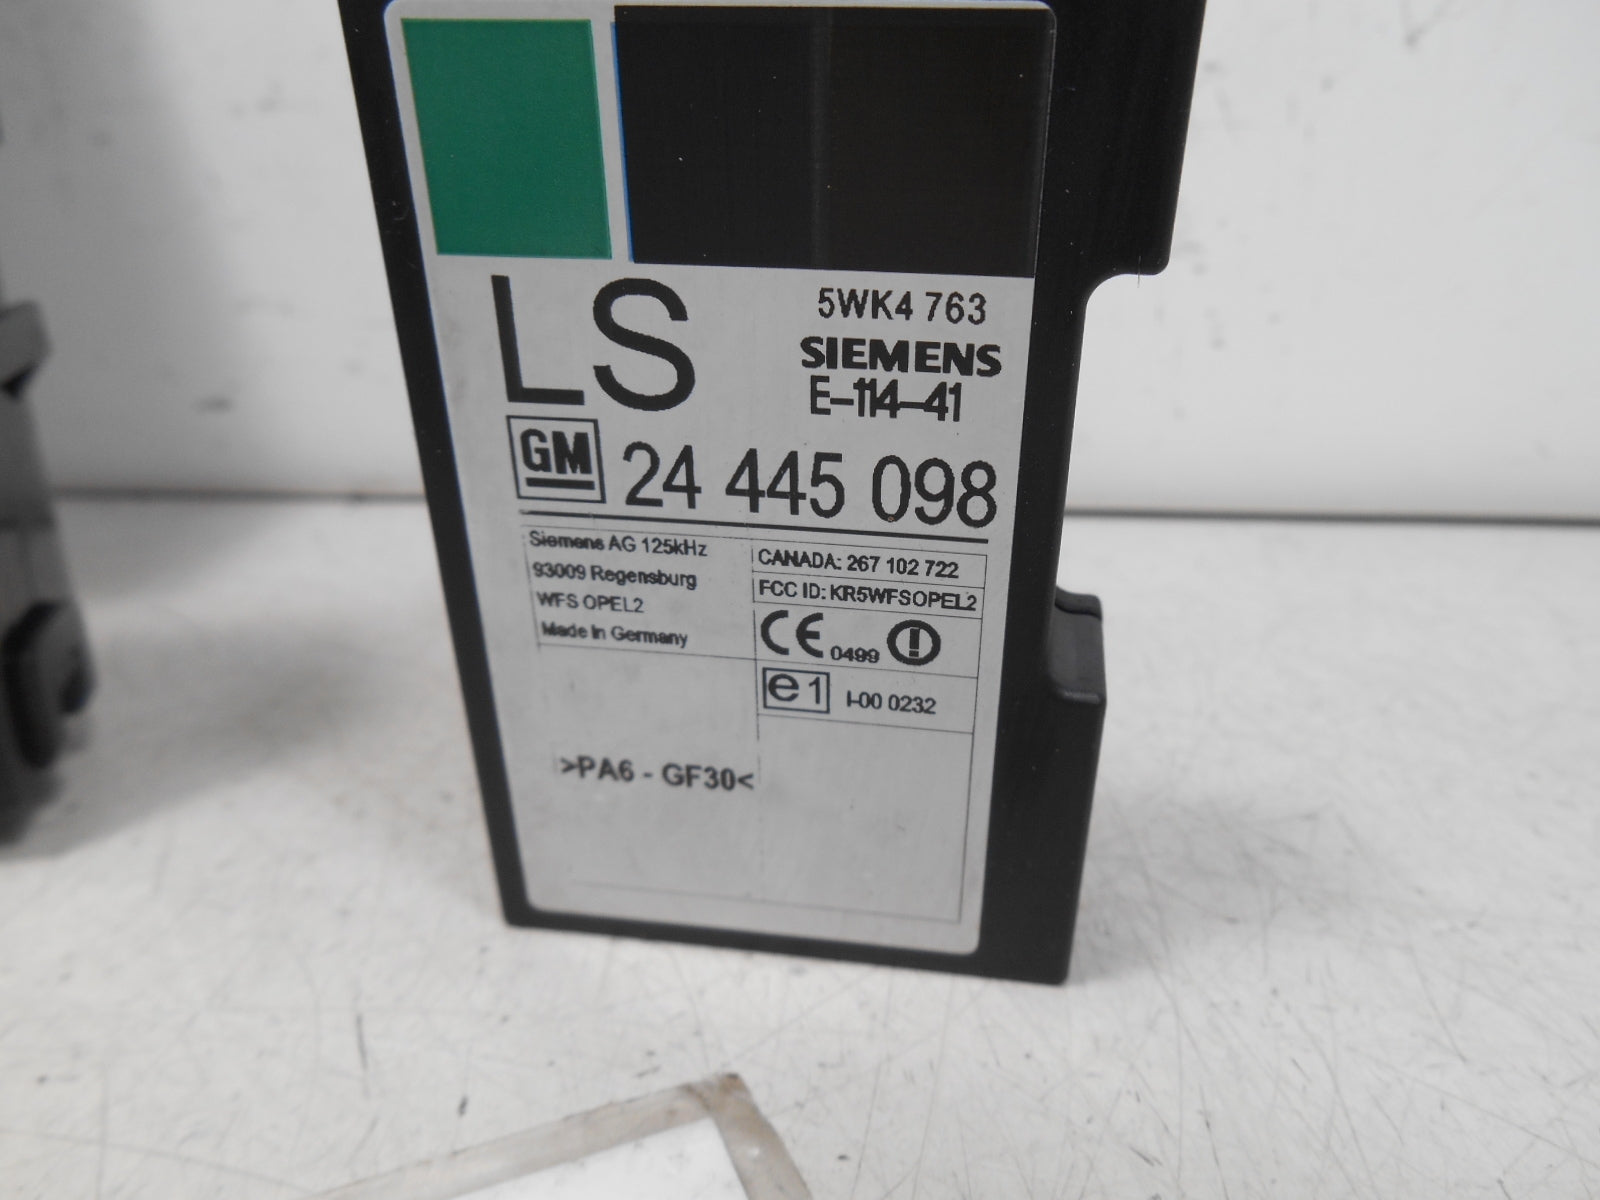 LS
5WK4 763
SIEMENS
E-114-41
GM 24 445 098
Siemens AG 125kHz
93009 Regensburg
WFS OPEL2
Made in Germany
CANADA: 267 102 722
FCC ID: KR5WFSOPEL2
CE 0499
e1 I-00 0232
>PA6 - GF30<